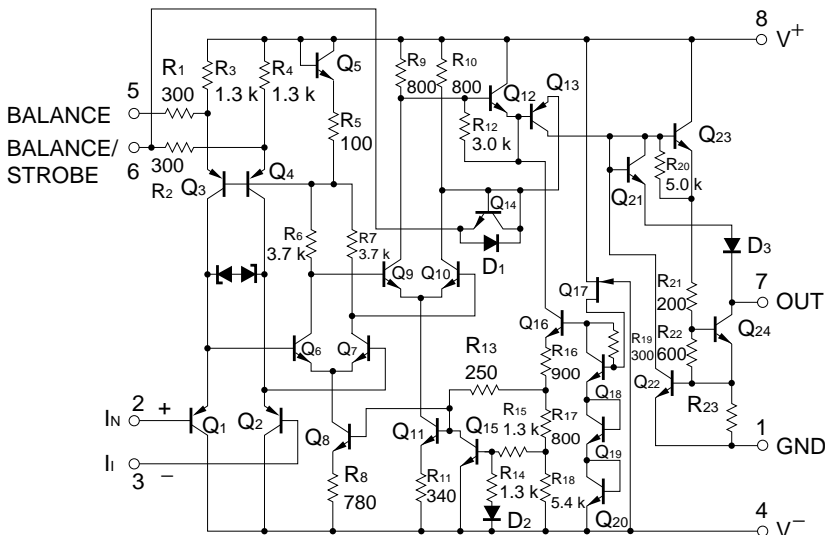 8
V+
R1
300
R3
1.3 k
R4
1.3 k
Q5
R9
800
R10
800
Q12
Q13
5
BALANCE
R5
100
R12
3.0 k
Q23
BALANCE/
STROBE
6
300
R2
Q3
Q4
R20
5.0 k
Q21
Q14
D1
R6
3.7 k
R7
3.7 k
Q9
Q10
D3
7
OUT
Q17
R21
200
Q24
Q16
R19
300
R22
600
Q6
Q7
R13
250
R16
900
Q18
Q22
R23
2
IN
+
Q1
Q2
Q8
Q11
Q15
R15
1.3 k
R17
800
1
GND
II
3
–
R8
780
R11
340
R14
1.3 k
R18
5.4 k
Q19
D2
Q20
4
V–